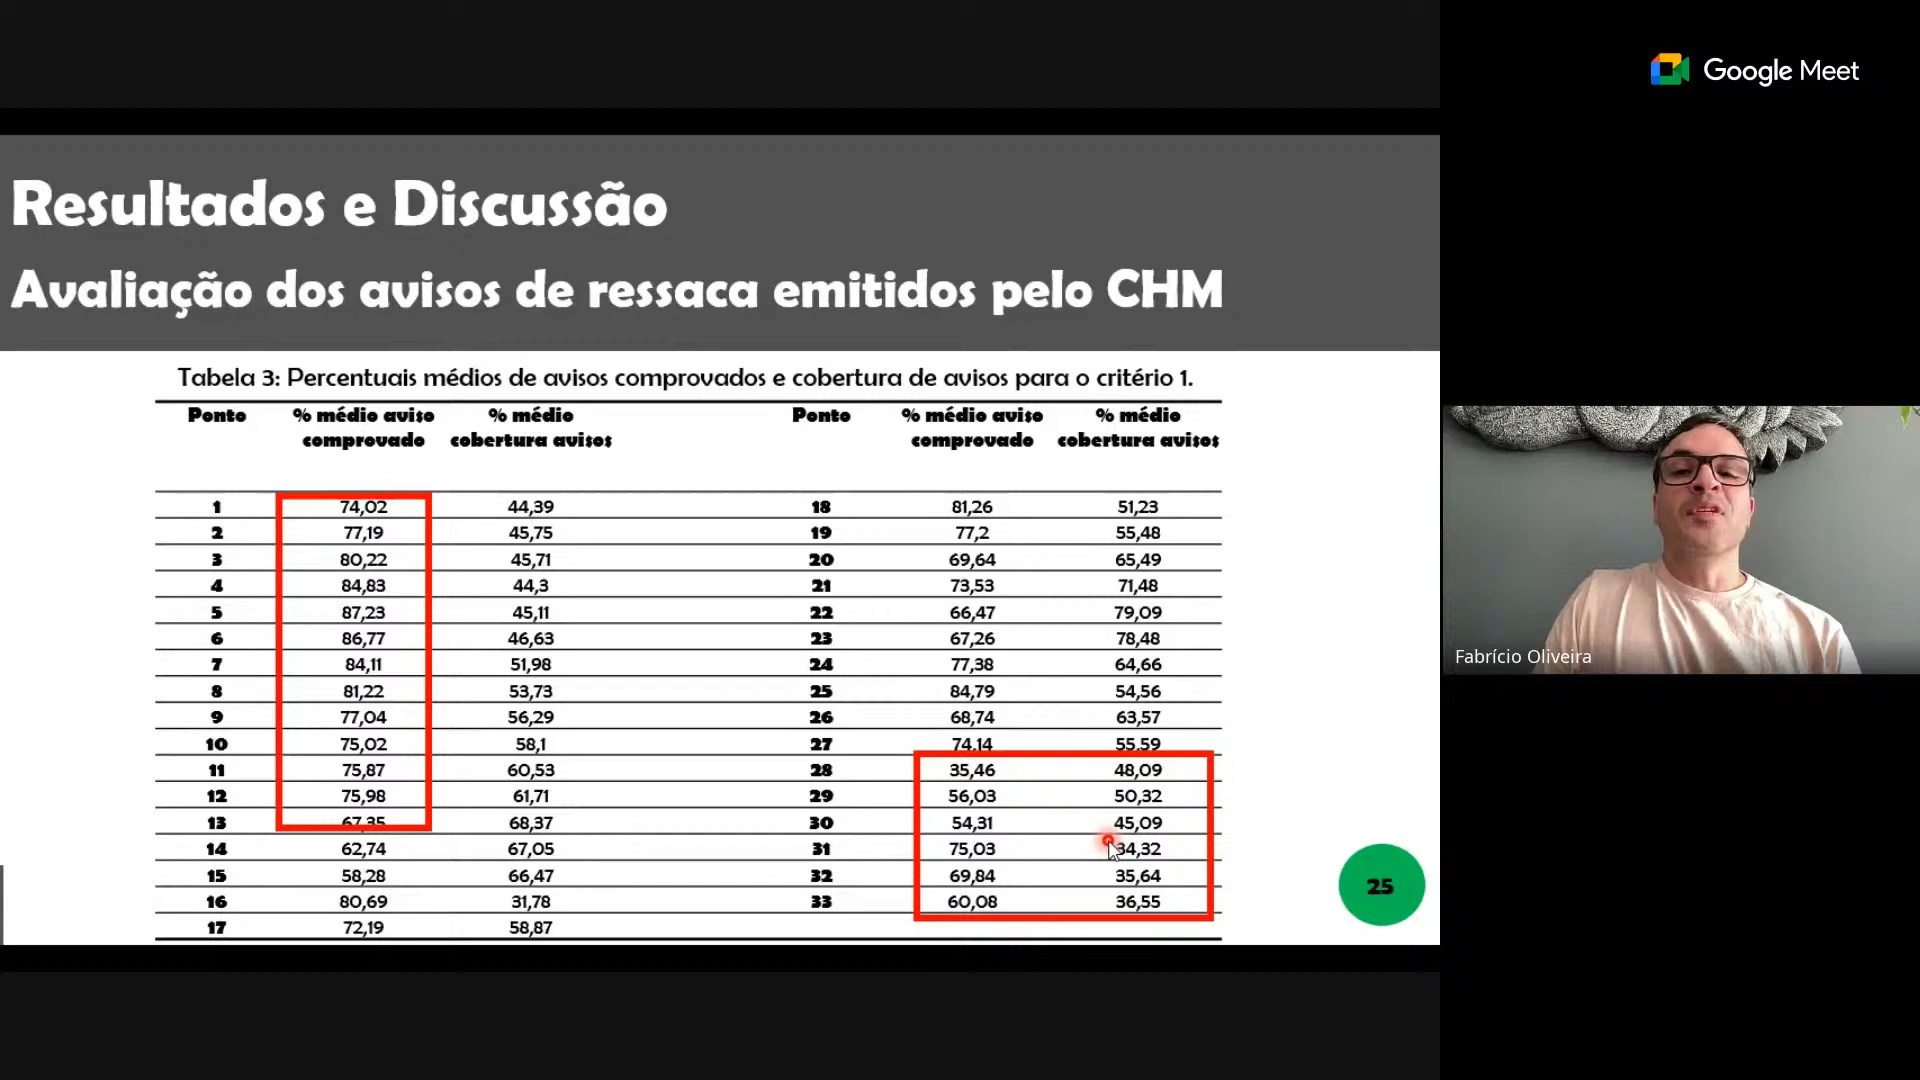 Google Meet
Resultados e Discussão
Avaliação dos avisos de ressaca emitidos pelo CHM
Tabela 3: Percentuais médios de avisos comprovados e cobertura de avisos para o critério 1.
Ponto % médio aviso comprovado % médio cobertura avisos Ponto % médio aviso comprovado % médio cobertura avisos
1 74,02 44,39 18 81,26 51,23
2 77,19 45,75 19 77,2 55,48
3 80,22 45,71 20 69,64 65,49
4 84,83 44,3 21 73,53 71,48
5 87,23 45,11 22 66,47 79,09
6 86,77 46,63 23 67,26 78,48
7 84,11 51,98 24 77,38 64,66
8 81,22 53,73 25 84,79 54,56
9 77,04 56,29 26 68,74 63,57
10 75,02 58,1 27 74,14 55,59
11 75,87 60,53 28 35,46 48,09
12 75,98 61,71 29 56,03 50,32
13 67,35 68,37 30 54,31 45,09
14 62,74 67,05 31 75,03 34,32
15 58,28 66,47 32 69,84 35,64
16 80,69 31,78 33 60,08 36,55
17 72,19 58,87
25
Fabrício Oliveira